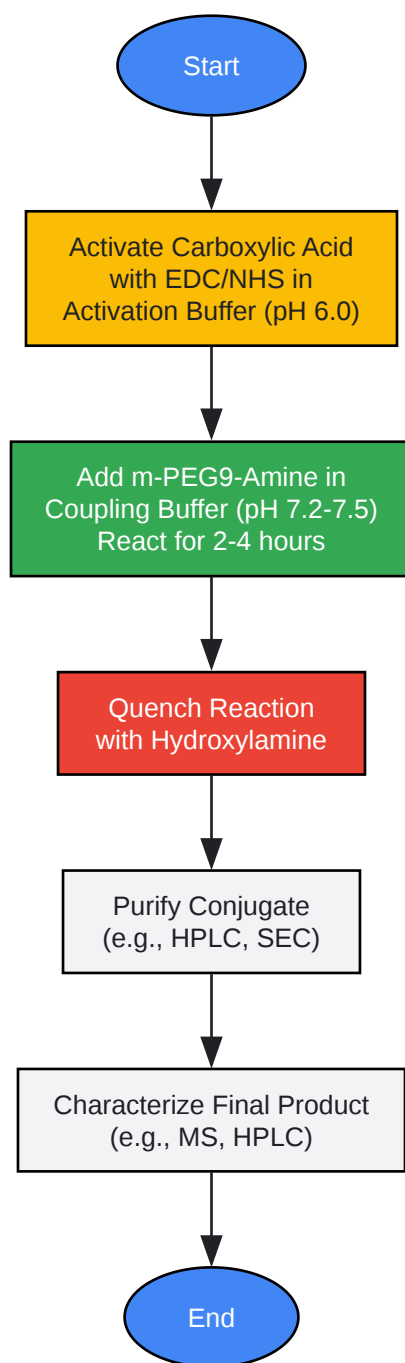 Start
Activate Carboxylic Acid
with EDC/NHS in
Activation Buffer (pH 6.0)
Add m-PEG9-Amine in
Coupling Buffer (pH 7.2-7.5)
React for 2-4 hours
Quench Reaction
with Hydroxylamine
Purify Conjugate
(e.g., HPLC, SEC)
Characterize Final Product
(e.g., MS, HPLC)
End